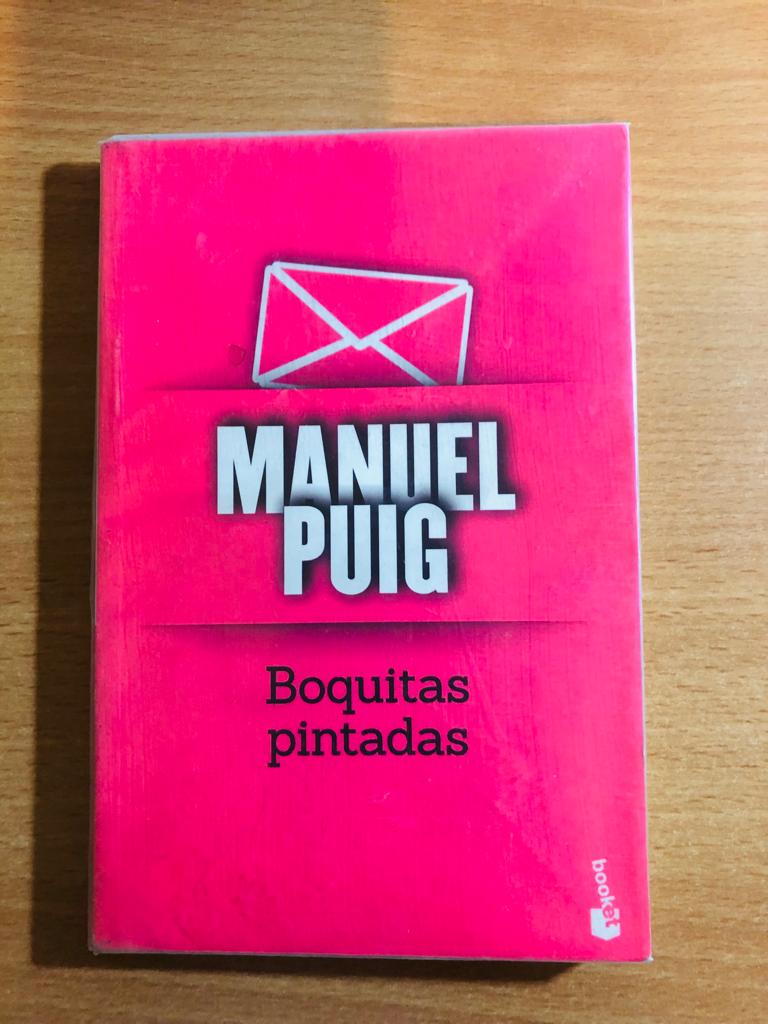 MANUEL
PUIG
Boquitas
pintadas
booket